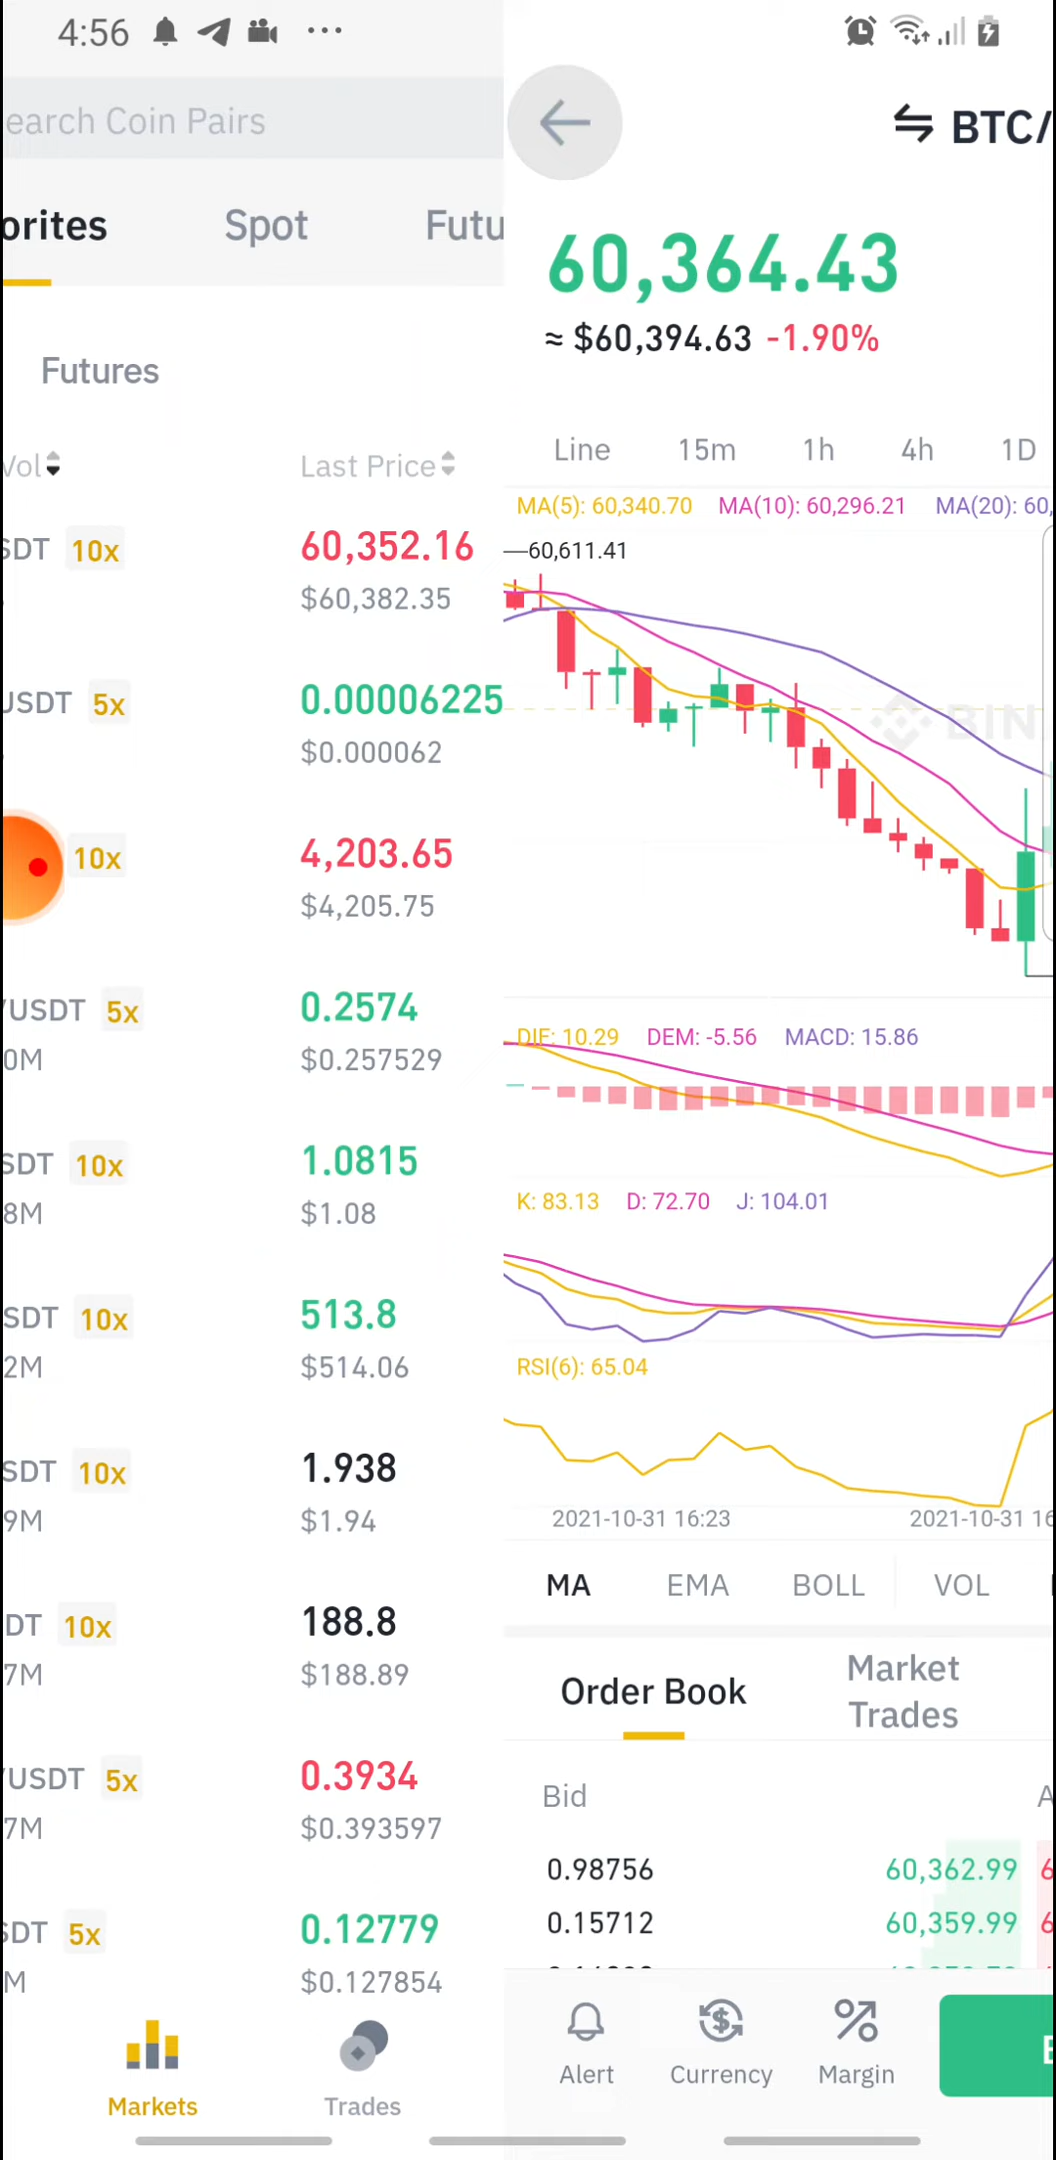 4:56
earch Coin Pairs
orites Spot Futu
Futures
Vol Last Price
SDT 10x 60,352.16
$60,382.35
USDT 5x 0.00006225
$0.000062
10x 4,203.65
$4,205.75
/USDT 5x 0.2574
0M $0.257529
SDT 10x 1.0815
8M $1.08
SDT 10x 513.8
2M $514.06
SDT 10x 1.938
9M $1.94
DT 10x 188.8
7M $188.89
/USDT 5x 0.3934
7M $0.393597
SDT 5x 0.12779
M $0.127854
Markets Trades
BTC/
60,364.43
≈ $60,394.63 -1.90%
Line 15m 1h 4h 1D
MA(5): 60,340.70 MA(10): 60,296.21 MA(20): 60,
60,611.41
BIN
DIF: 10.29 DEM: -5.56 MACD: 15.86
K: 83.13 D: 72.70 J: 104.01
RSI(6): 65.04
2021-10-31 16:23 2021-10-31 16
MA EMA BOLL VOL
Order Book Market
Trades
Bid A
0.98756 60,362.99 6
0.15712 60,359.99 6
Alert Currency Margin